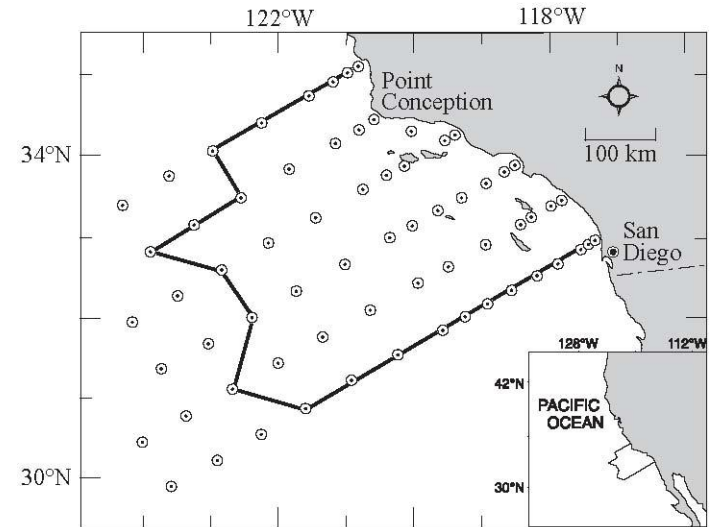 122°W 118°W
N
Point
Conception
34°N
100 km
San
Diego
128°W 112°W
42°N
PACIFIC
OCEAN
30°N
30°N